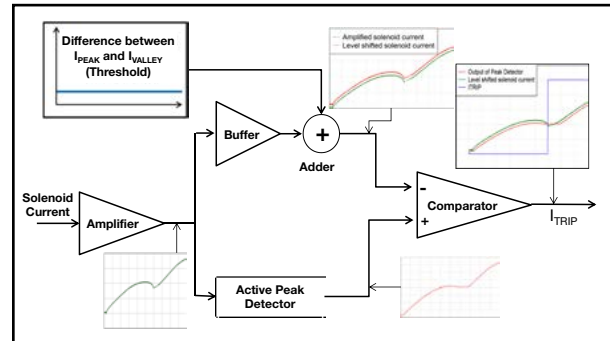 Difference between
IPEAK and IVALLEY
(Threshold)
Amplified solenoid current
Level shifted solenoid current
Output of Peak Detector
Level shifted solenoid current
ITRIP
Buffer
+
Adder
Solenoid
Current
Amplifier
-
+
Comparator
ITRIP
Active Peak
Detector